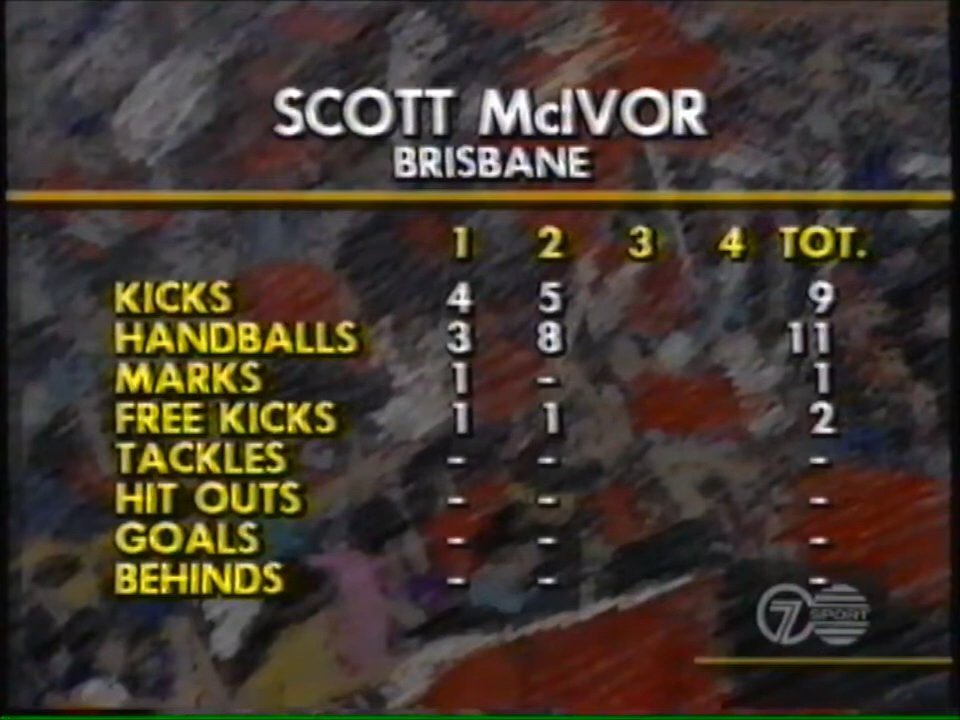 SCOTT McIVOR
BRISBANE
1 2 3 4 TOT.
KICKS 4 5 9
HANDBALLS 3 8 11
MARKS 1 - 1
FREE KICKS 1 1 2
TACKLES - - -
HIT OUTS - - -
GOALS - - -
BEHINDS - - -
7 SPORT